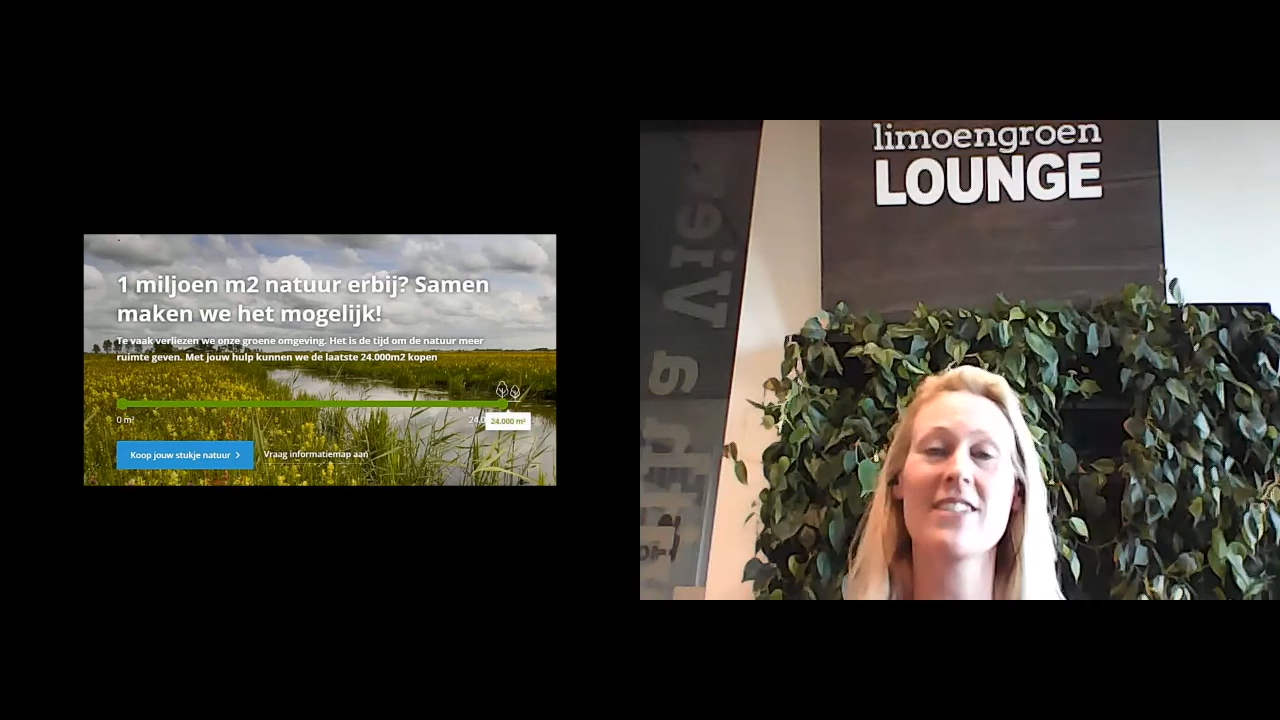 1 miljoen m2 natuur erbij? Samen
maken we het mogelijk!
Te vaak verliezen we onze groene omgeving. Het is de tijd om de natuur meer
ruimte geven. Met jouw hulp kunnen we de laatste 24.000m2 kopen
0 m²
24.000 m²
Koop jouw stukje natuur
Vraag informatiemap aan
limoengroen
LOUNGE